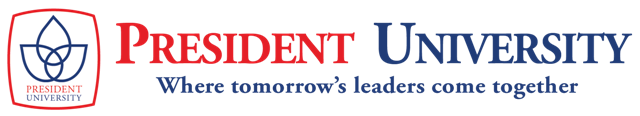 PRESIDENT
UNIVERSITY
PRESIDENT UNIVERSITY
Where tomorrow's leaders come together